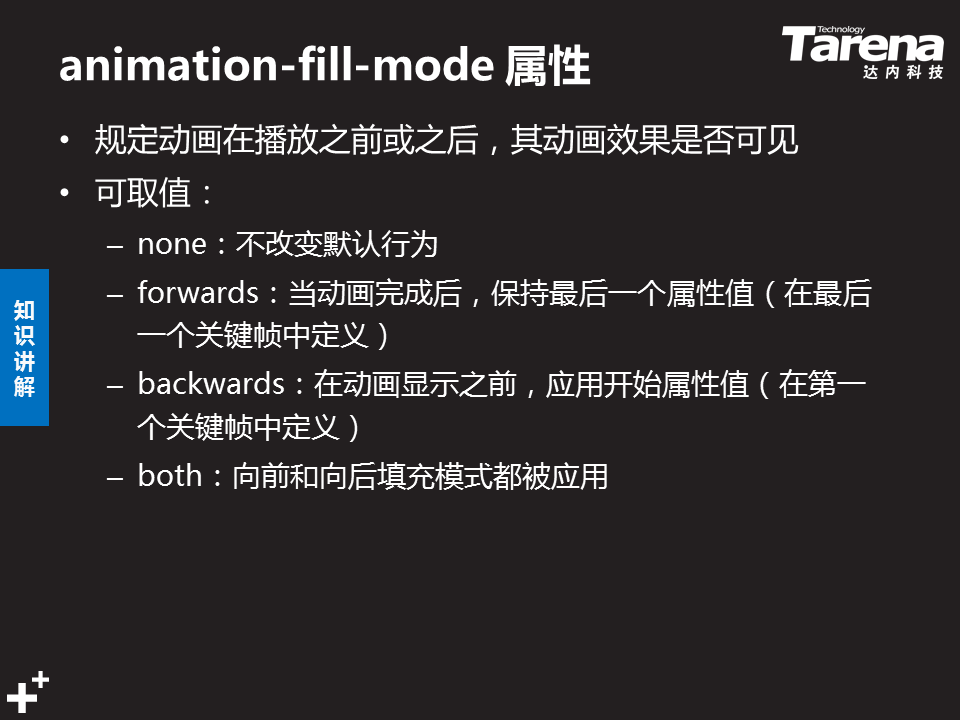 Technology
Tarena
达内科技
animation-fill-mode 属性
• 规定动画在播放之前或之后，其动画效果是否可见
• 可取值：
– none：不改变默认行为
– forwards：当动画完成后，保持最后一个属性值（在最后
一个关键帧中定义）
– backwards：在动画显示之前，应用开始属性值（在第一
个关键帧中定义）
– both：向前和向后填充模式都被应用
知
识
讲
解